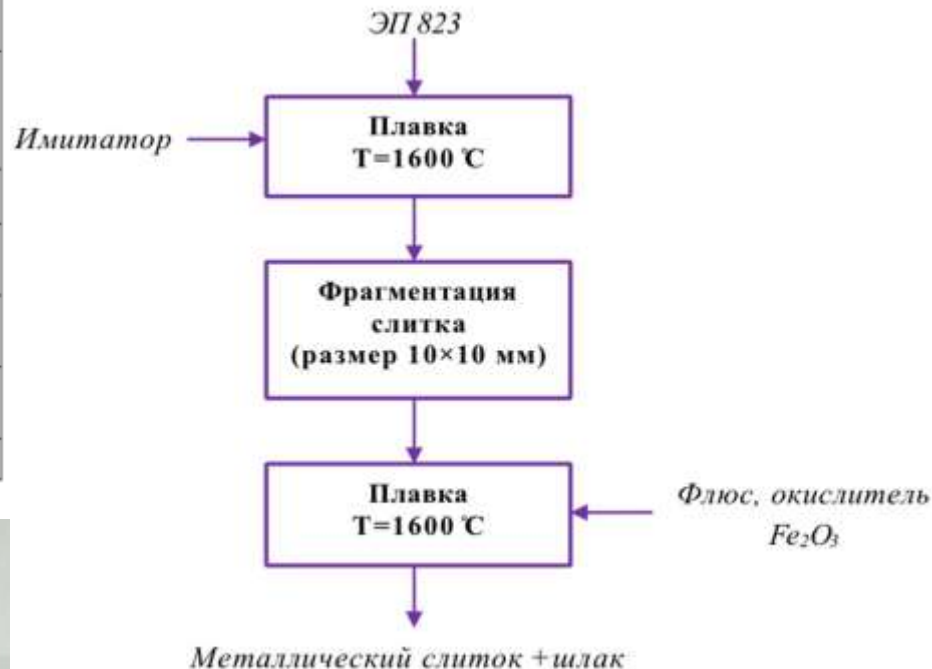 ЭП 823
Имитатор
Плавка
Т=1600 ℃
Фрагментация
слитка
(размер 10×10 мм)
Плавка
Т=1600 ℃
Флюс, окислитель
Fe₂O₃
Металлический слиток + шлак